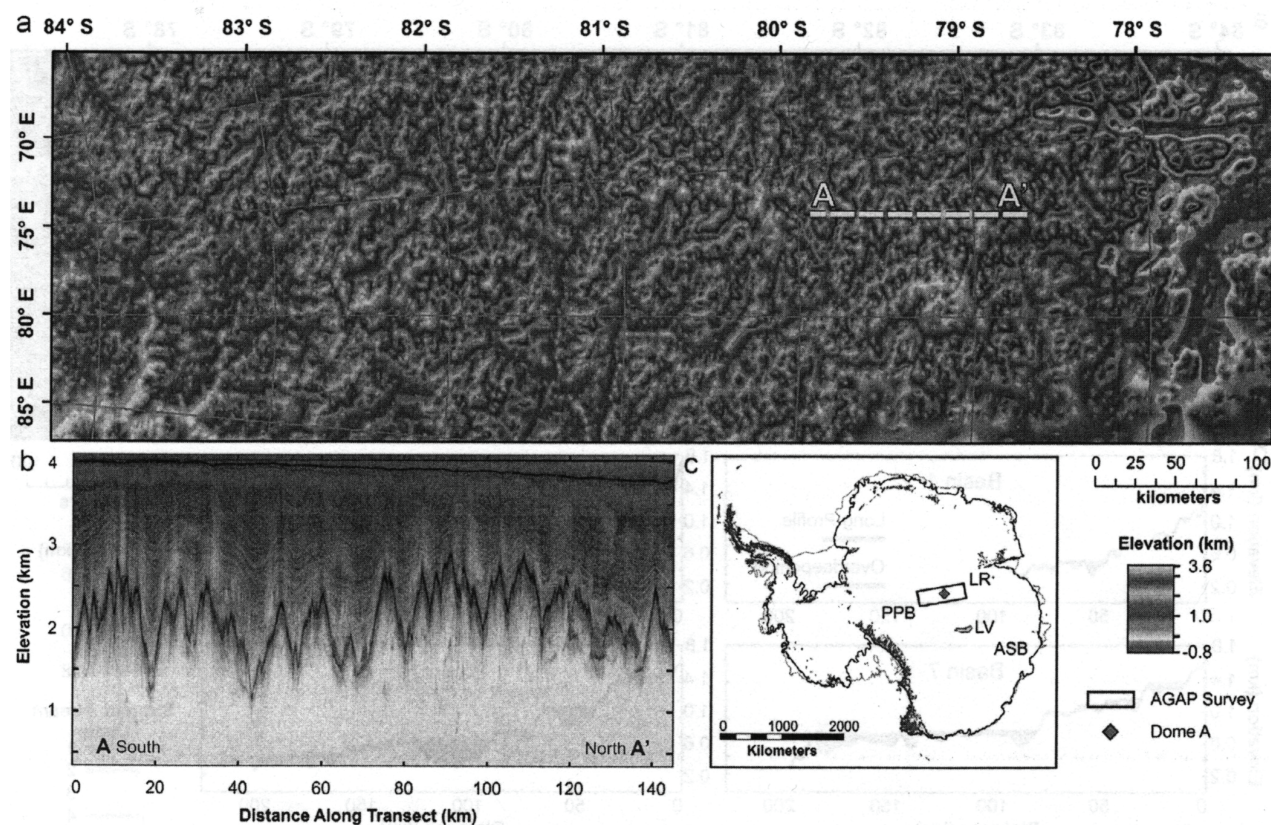 a
84° S 83° S 82° S 81° S 80° S 79° S 78° S
70° E
75° E
80° E
85° E
A A'
b
4
3
2
1
Elevation (km)
A South North A'
0 20 40 60 80 100 120 140
Distance Along Transect (km)
c
LR
PPB
LV
ASB
0 1000 2000
Kilometers
0 25 50 100
kilometers
Elevation (km)
3.6
1.0
-0.8
AGAP Survey
Dome A